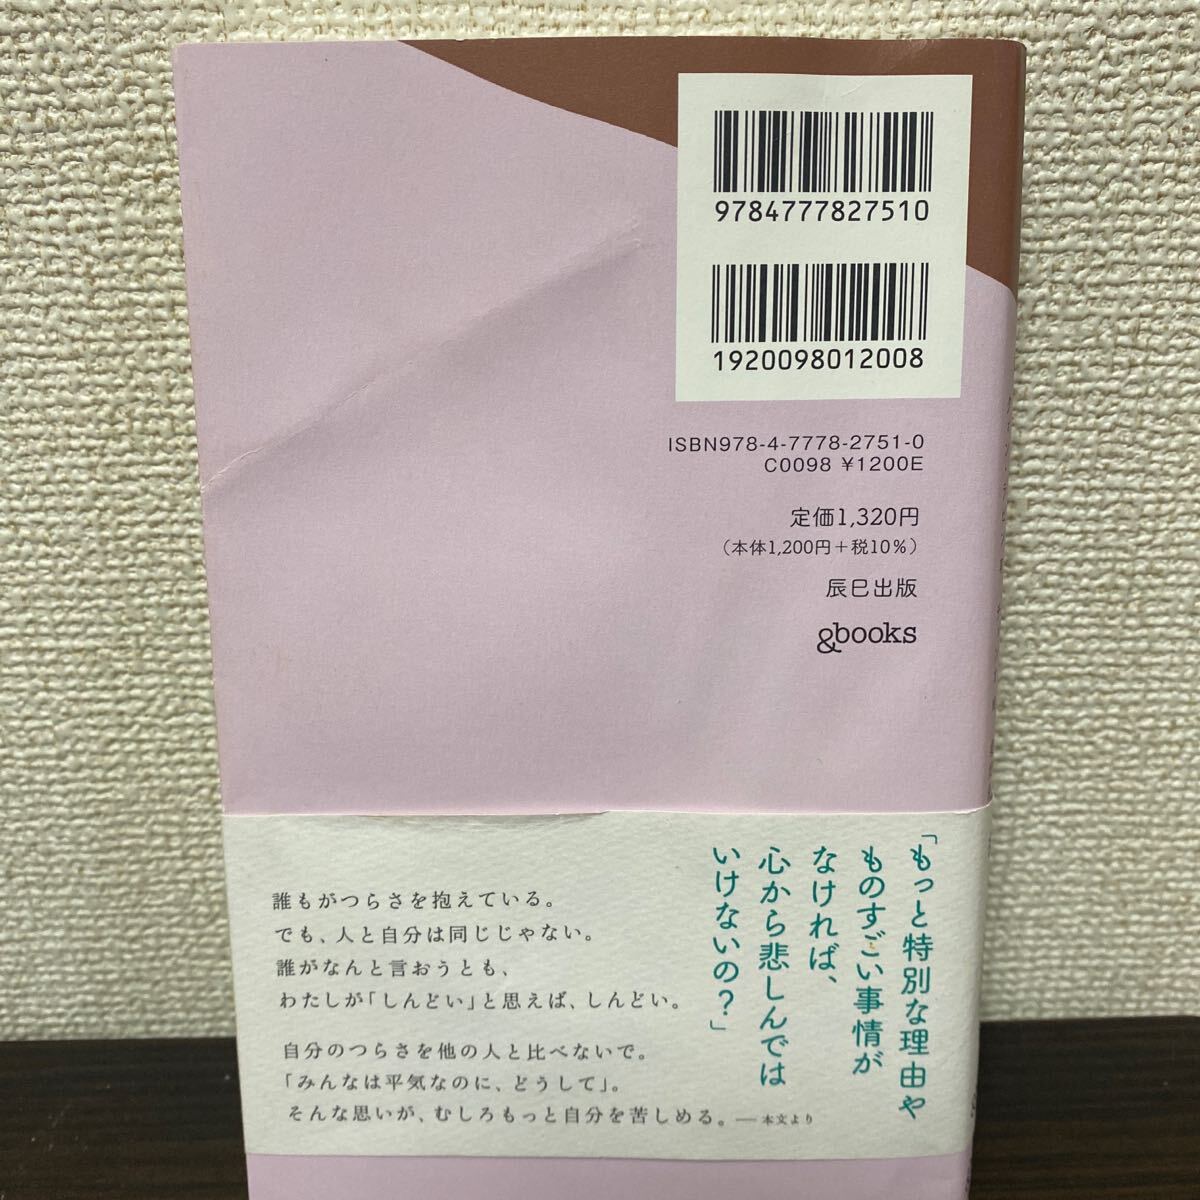 9784777827510
1920098012008
ISBN978-4-7778-2751-0
C0098 ¥1200E
定価1,320円
（本体1,200円＋税10％）
辰巳出版
&books
「もっと特別な理由や
ものすごい事情が
なければ、
心から悲しんでは
いけないの？」
誰もがつらさを抱えている。
でも、人と自分は同じじゃない。
誰がなんと言おうとも、
わたしが「しんどい」と思えば、しんどい。
自分のつらさを他の人と比べないで。
「みんなは平気なのに、どうして」。
そんな思いが、むしろもっと自分を苦しめる。──本文より